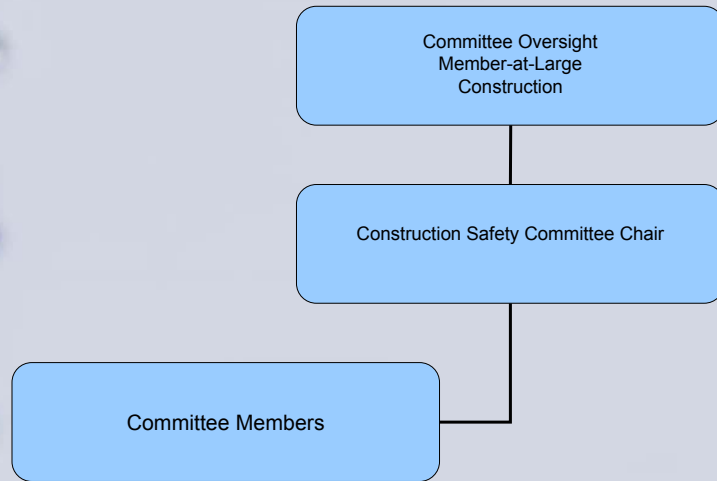 Committee Oversight
Member-at-Large
Construction
Construction Safety Committee Chair
Committee Members